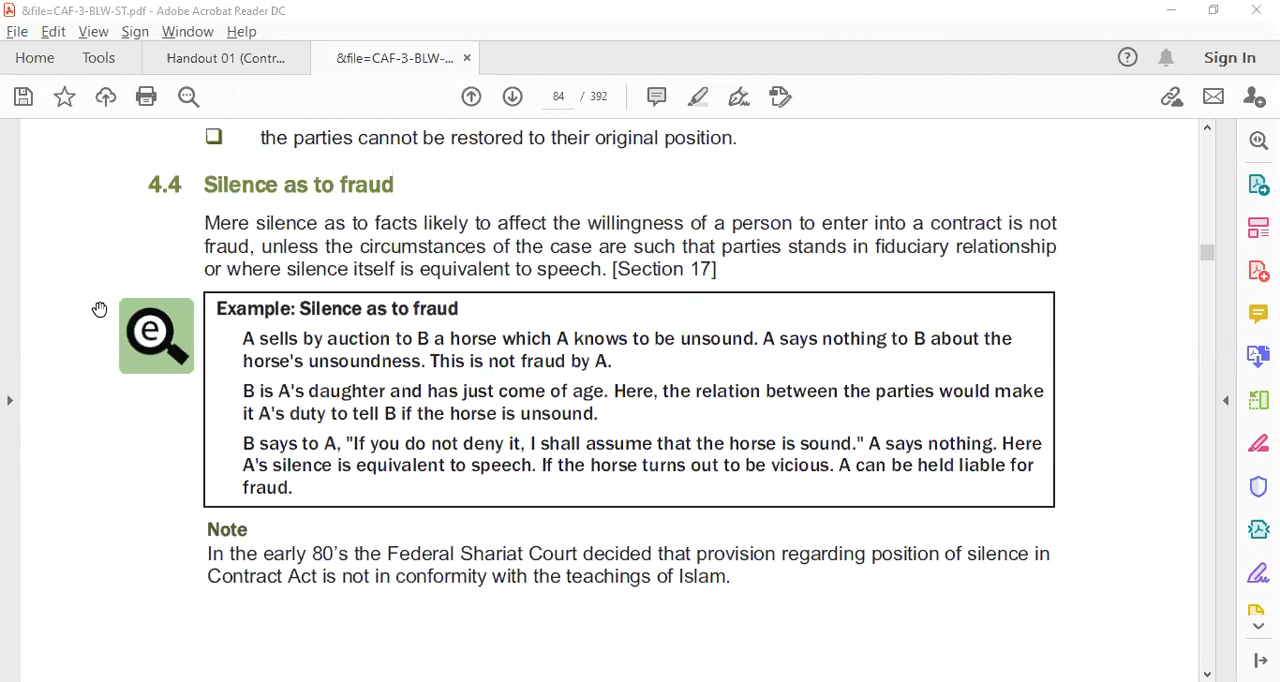 &file=CAF-3-BLW-ST.pdf - Adobe Acrobat Reader DC
File Edit View Sign Window Help
Home Tools Handout 01 (Contr... &file=CAF-3-BLW-... × Sign In
84 / 392
the parties cannot be restored to their original position.
4.4 Silence as to fraud
Mere silence as to facts likely to affect the willingness of a person to enter into a contract is not
fraud, unless the circumstances of the case are such that parties stands in fiduciary relationship
or where silence itself is equivalent to speech. [Section 17]
e
Example: Silence as to fraud
A sells by auction to B a horse which A knows to be unsound. A says nothing to B about the
horse's unsoundness. This is not fraud by A.
B is A's daughter and has just come of age. Here, the relation between the parties would make
it A's duty to tell B if the horse is unsound.
B says to A, "If you do not deny it, I shall assume that the horse is sound." A says nothing. Here
A's silence is equivalent to speech. If the horse turns out to be vicious. A can be held liable for
fraud.
Note
In the early 80's the Federal Shariat Court decided that provision regarding position of silence in
Contract Act is not in conformity with the teachings of Islam.